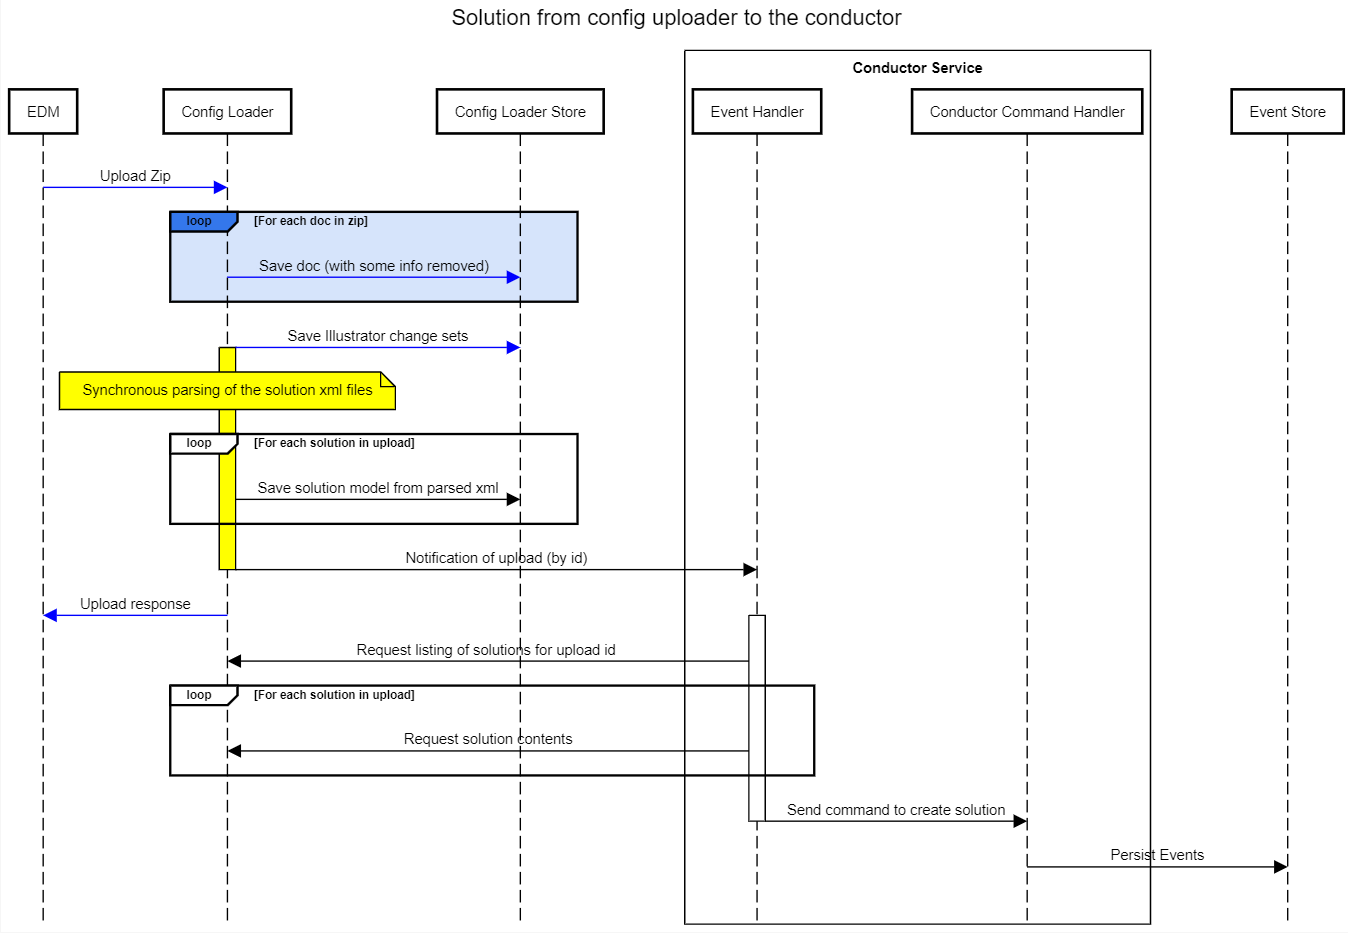 Solution from config uploader to the conductor
Conductor Service
EDM
Config Loader
Config Loader Store
Event Handler
Conductor Command Handler
Event Store
Upload Zip
loop
[For each doc in zip]
Save doc (with some info removed)
Save Illustrator change sets
Synchronous parsing of the solution xml files
loop
[For each solution in upload]
Save solution model from parsed xml
Notification of upload (by id)
Upload response
Request listing of solutions for upload id
loop
[For each solution in upload]
Request solution contents
Send command to create solution
Persist Events